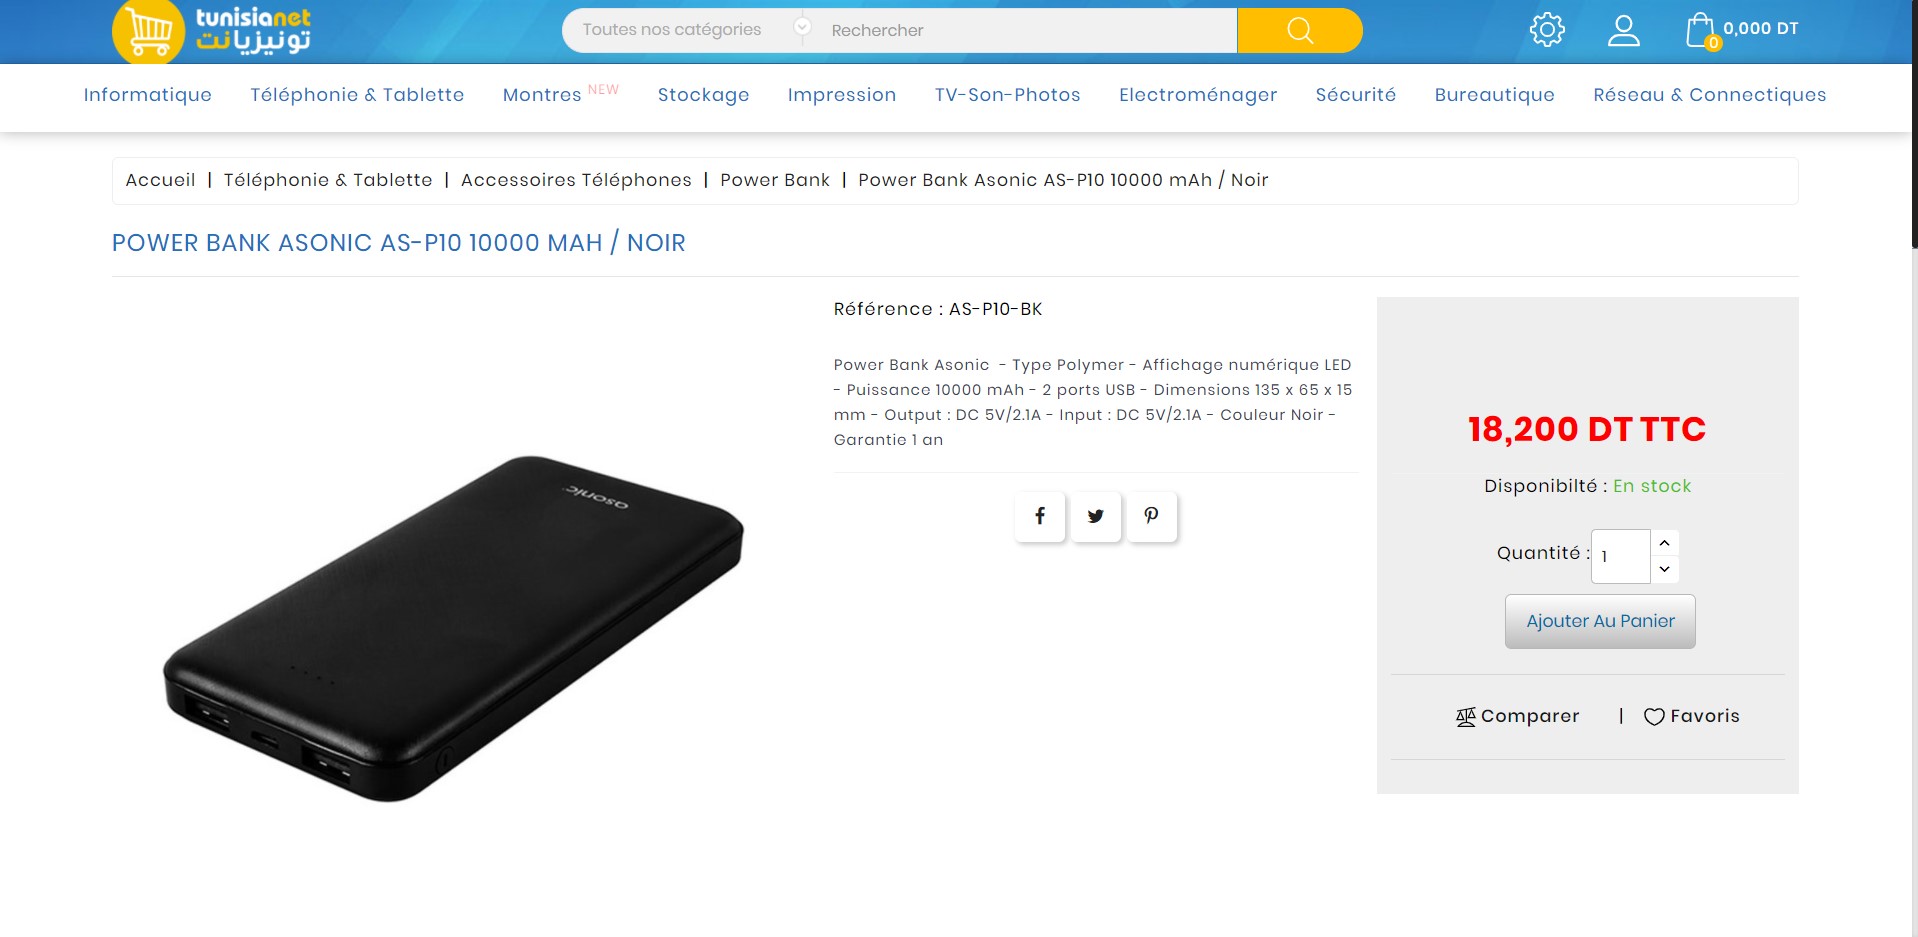 tunisianet
تونيزيانت
Toutes nos catégories
Rechercher
0
0,000 DT
Informatique
Téléphonie & Tablette
Montres NEW
Stockage
Impression
TV-Son-Photos
Electroménager
Sécurité
Bureautique
Réseau & Connectiques
Accueil | Téléphonie & Tablette | Accessoires Téléphones | Power Bank | Power Bank Asonic AS-P10 10000 mAh / Noir
POWER BANK ASONIC AS-P10 10000 MAH / NOIR
asonic
Référence : AS-P10-BK
Power Bank Asonic - Type Polymer - Affichage numérique LED
- Puissance 10000 mAh - 2 ports USB - Dimensions 135 x 65 x 15
mm - Output : DC 5V/2.1A - Input : DC 5V/2.1A - Couleur Noir -
Garantie 1 an
18,200 DT TTC
Disponibilté : En stock
Quantité : 1
Ajouter Au Panier
Comparer | Favoris